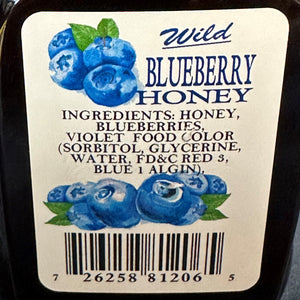 Wild
BLUEBERRY
HONEY
INGREDIENTS: HONEY,
BLUEBERRIES,
VIOLET FOOD COLOR
(SORBITOL, GLYCERINE,
WATER, FD&C RED 3,
BLUE 1 ALGIN),
7 26258 81206 5